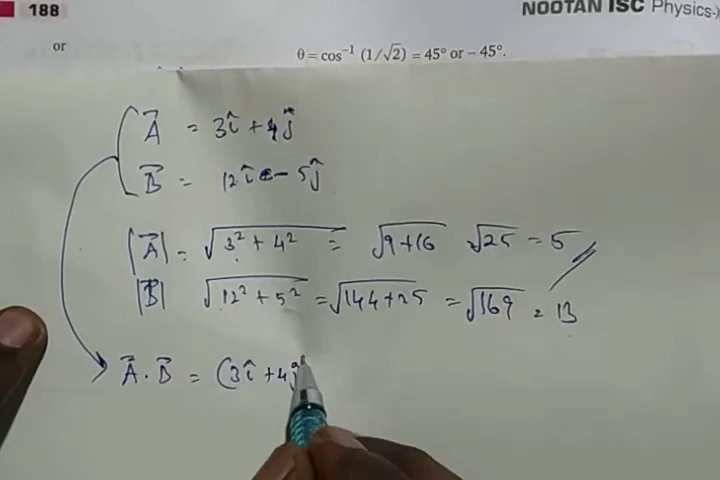 188 NOOTAN ISC Physics-X
or θ = cos⁻¹ (1/√2) = 45° or – 45°.
A⃗ = 3î + 4ĵ
B⃗ = 12î - 5ĵ
|A⃗| = √(3² + 4²) = √(9+16) √25 = 5
|B⃗| √(12² + 5²) = √(144+25) = √169 = 13
A⃗ . B⃗ = (3î + 4ĵ